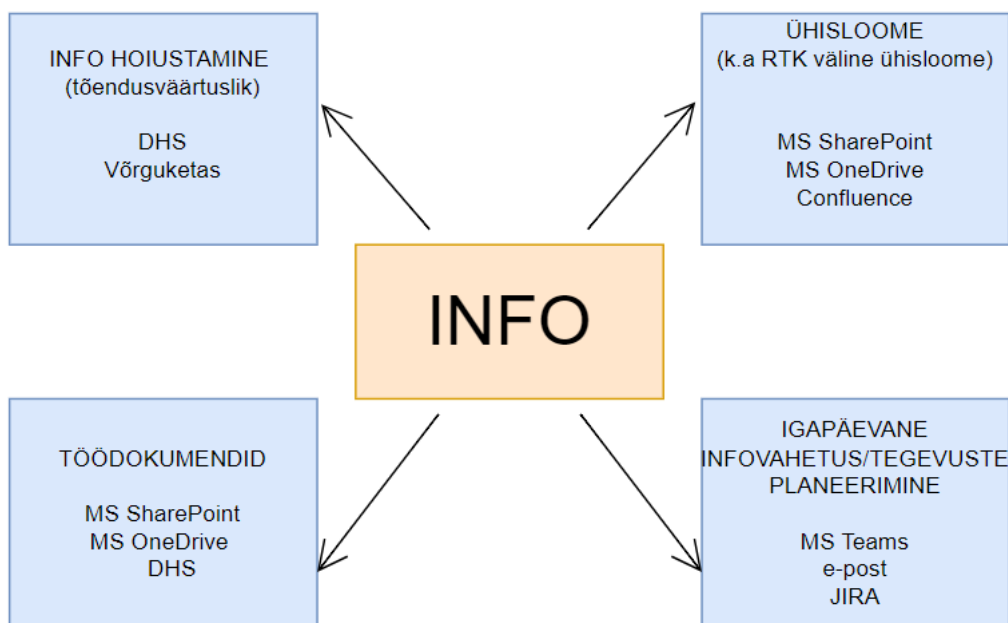 INFO HOIUSTAMINE
(tõendusväärtuslik)
DHS
Võrguketas
ÜHISLOOME
(k.a RTK väline ühisloome)
MS SharePoint
MS OneDrive
Confluence
INFO
TÖÖDOKUMENDID
MS SharePoint
MS OneDrive
DHS
IGAPÄEVANE
INFOVAHETUS/TEGEVUSTE
PLANEERIMINE
MS Teams
e-post
JIRA